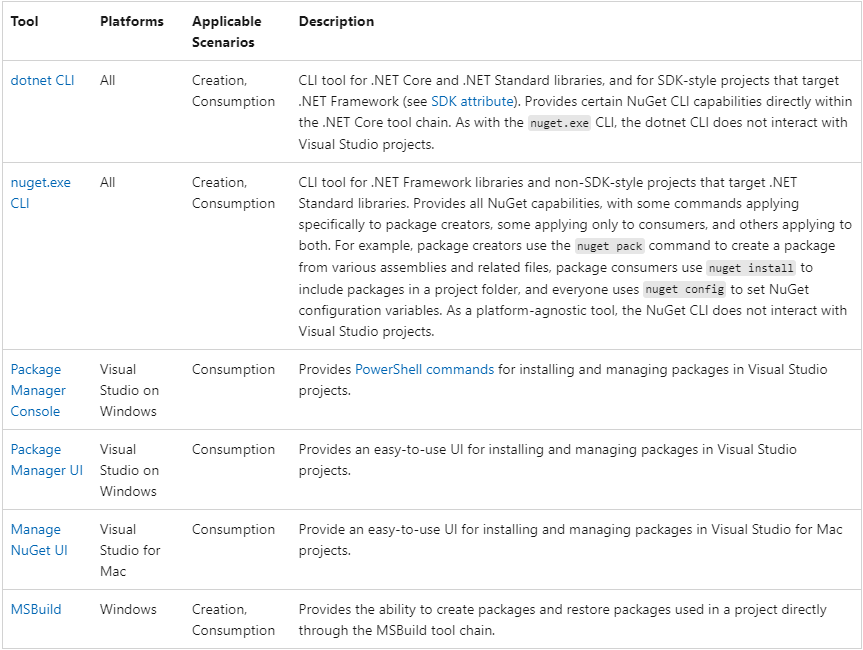 Tool Platforms Applicable Scenarios Description
dotnet CLI All Creation, Consumption
CLI tool for .NET Core and .NET Standard libraries, and for SDK-style projects that target
.NET Framework (see SDK attribute). Provides certain NuGet CLI capabilities directly within
the .NET Core tool chain. As with the nuget.exe CLI, the dotnet CLI does not interact with
Visual Studio projects.
nuget.exe CLI All Creation, Consumption
CLI tool for .NET Framework libraries and non-SDK-style projects that target .NET
Standard libraries. Provides all NuGet capabilities, with some commands applying
specifically to package creators, some applying only to consumers, and others applying to
both. For example, package creators use the nuget pack command to create a package
from various assemblies and related files, package consumers use nuget install to
include packages in a project folder, and everyone uses nuget config to set NuGet
configuration variables. As a platform-agnostic tool, the NuGet CLI does not interact with
Visual Studio projects.
Package Manager Console Visual Studio on Windows Consumption
Provides PowerShell commands for installing and managing packages in Visual Studio
projects.
Package Manager UI Visual Studio on Windows Consumption
Provides an easy-to-use UI for installing and managing packages in Visual Studio
projects.
Manage NuGet UI Visual Studio for Mac Consumption
Provide an easy-to-use UI for installing and managing packages in Visual Studio for Mac
projects.
MSBuild Windows Creation, Consumption
Provides the ability to create packages and restore packages used in a project directly
through the MSBuild tool chain.